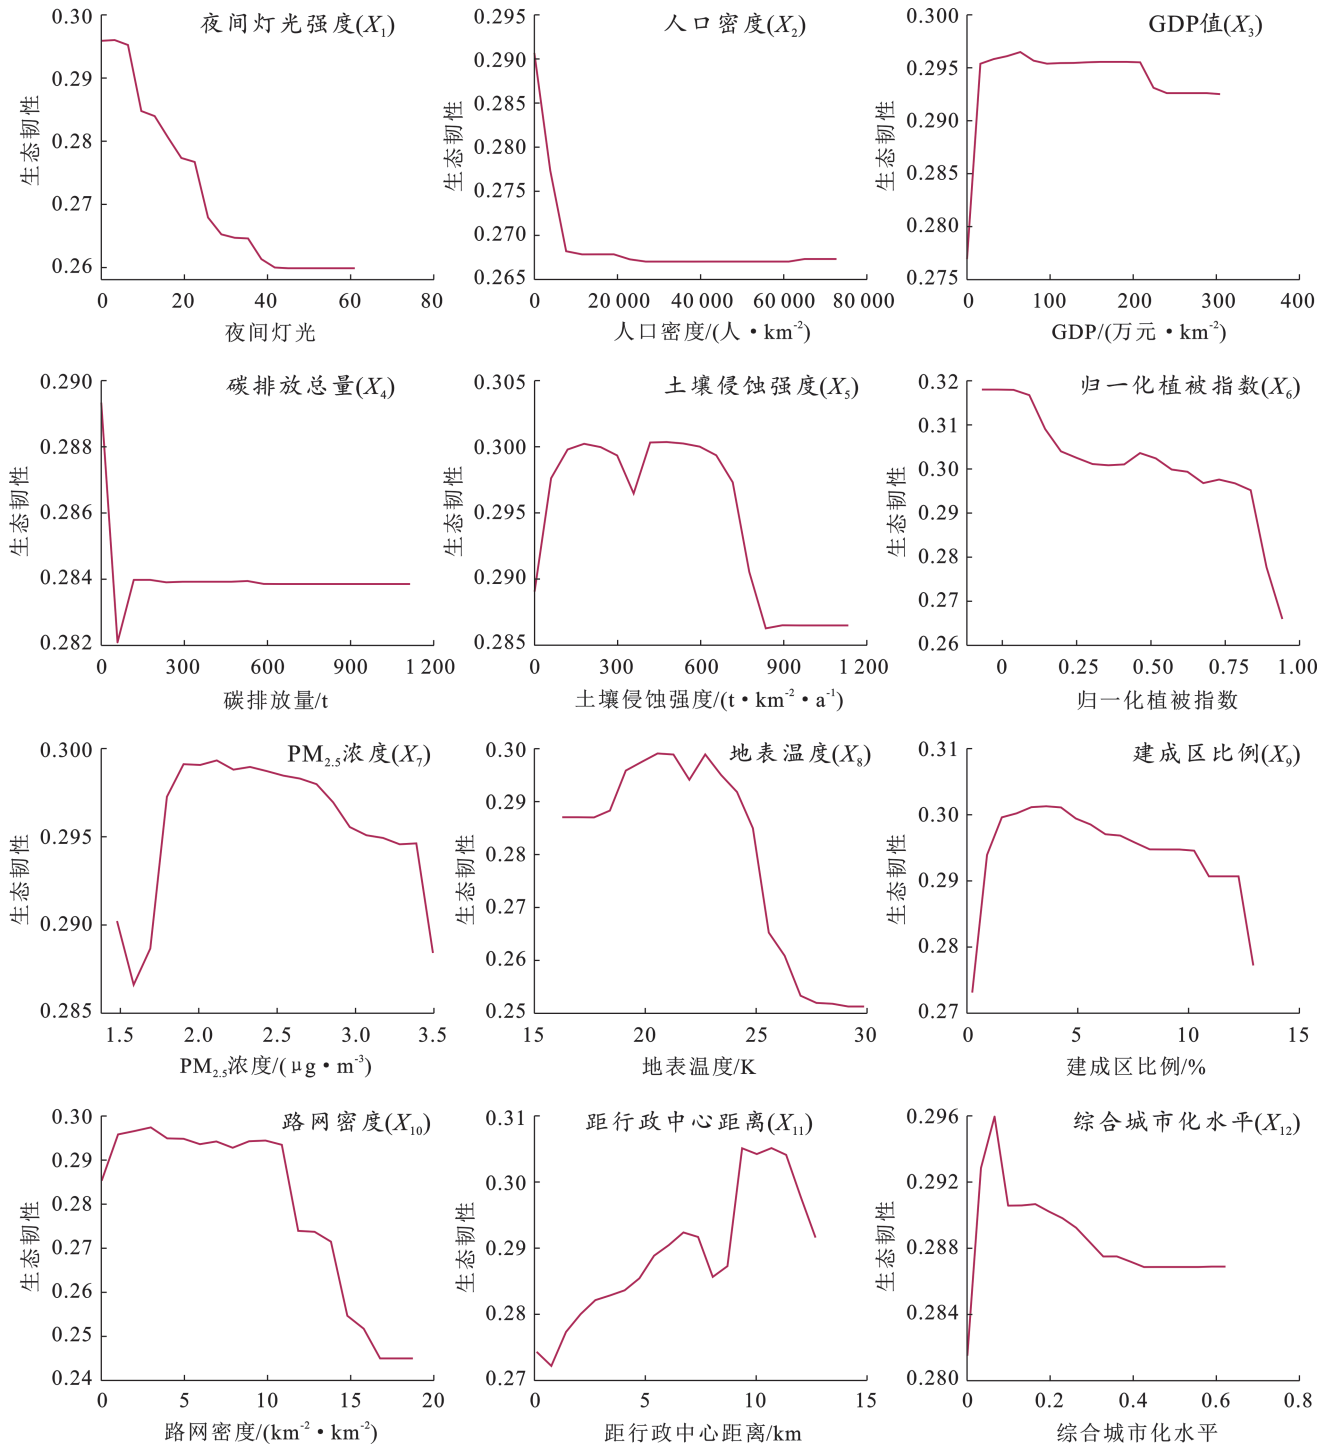 夜间灯光强度(X₁)
生态韧性
0.30
0.29
0.28
0.27
0.26
0 20 40 60 80
夜间灯光
人口密度(X₂)
生态韧性
0.295
0.290
0.285
0.280
0.275
0.270
0.265
0 20 000 40 000 60 000 80 000
人口密度/(人·km⁻²)
GDP值(X₃)
生态韧性
0.300
0.295
0.290
0.285
0.280
0.275
0 100 200 300 400
GDP/(万元·km⁻²)
碳排放总量(X₄)
生态韧性
0.290
0.288
0.286
0.284
0.282
0 300 600 900 1 200
碳排放量/t
土壤侵蚀强度(X₅)
生态韧性
0.305
0.300
0.295
0.290
0.285
0 300 600 900 1 200
土壤侵蚀强度/(t·km⁻²·a⁻¹)
归一化植被指数(X₆)
生态韧性
0.32
0.31
0.30
0.29
0.28
0.27
0.26
0 0.25 0.50 0.75 1.00
归一化植被指数
PM₂.₅浓度(X₇)
生态韧性
0.300
0.295
0.290
0.285
1.5 2.0 2.5 3.0 3.5
PM₂.₅浓度/(μg·m⁻³)
地表温度(X₈)
生态韧性
0.30
0.29
0.28
0.27
0.26
0.25
15 20 25 30
地表温度/K
建成区比例(X₉)
生态韧性
0.31
0.30
0.29
0.28
0.27
0 5 10 15
建成区比例/%
路网密度(X₁₀)
生态韧性
0.30
0.29
0.28
0.27
0.26
0.25
0.24
0 5 10 15 20
路网密度/(km⁻²·km⁻²)
距行政中心距离(X₁₁)
生态韧性
0.31
0.30
0.29
0.28
0.27
0 5 10 15
距行政中心距离/km
综合城市化水平(X₁₂)
生态韧性
0.296
0.292
0.288
0.284
0.280
0 0.2 0.4 0.6 0.8
综合城市化水平